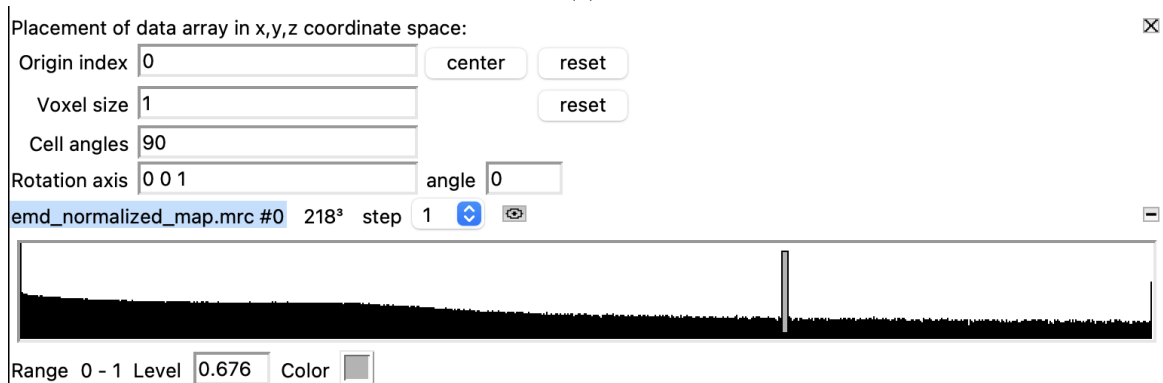 Placement of data array in x,y,z coordinate space:
Origin index 0 center reset
Voxel size 1 reset
Cell angles 90
Rotation axis 0 0 1 angle 0
emd_normalized_map.mrc #0 218³ step 1
Range 0 - 1 Level 0.676 Color